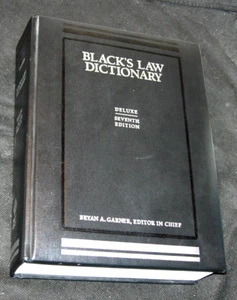 BLACK'S LAW
DICTIONARY
DELUXE
SEVENTH
EDITION
BRYAN A. GARNER, EDITOR IN CHIEF